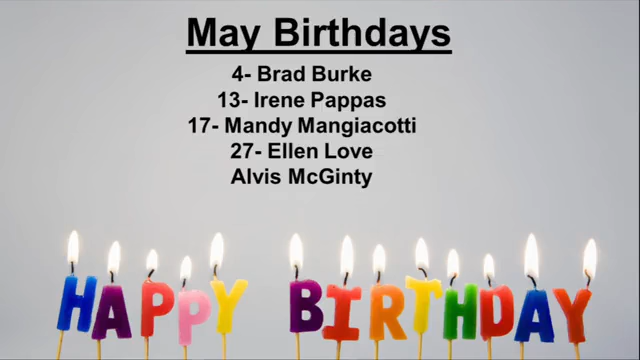 May Birthdays
4- Brad Burke
13- Irene Pappas
17- Mandy Mangiacotti
27- Ellen Love
Alvis McGinty
HAPPY BIRTHDAY